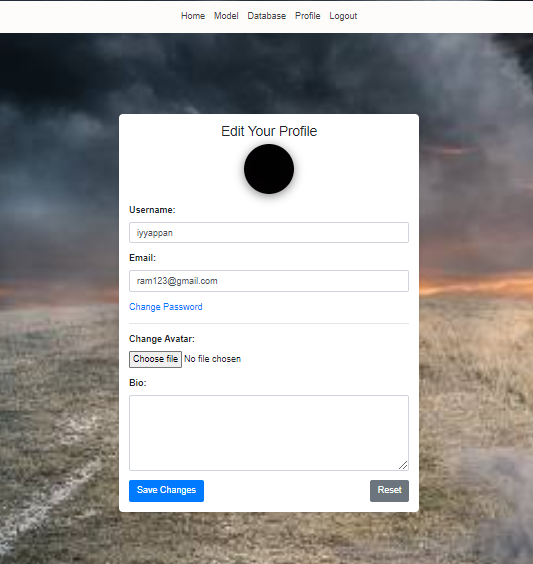 Home Model Database Profile Logout
Edit Your Profile
Username:
iyyappan
Email:
ram123@gmail.com
Change Password
Change Avatar:
Choose file No file chosen
Bio:
Save Changes Reset